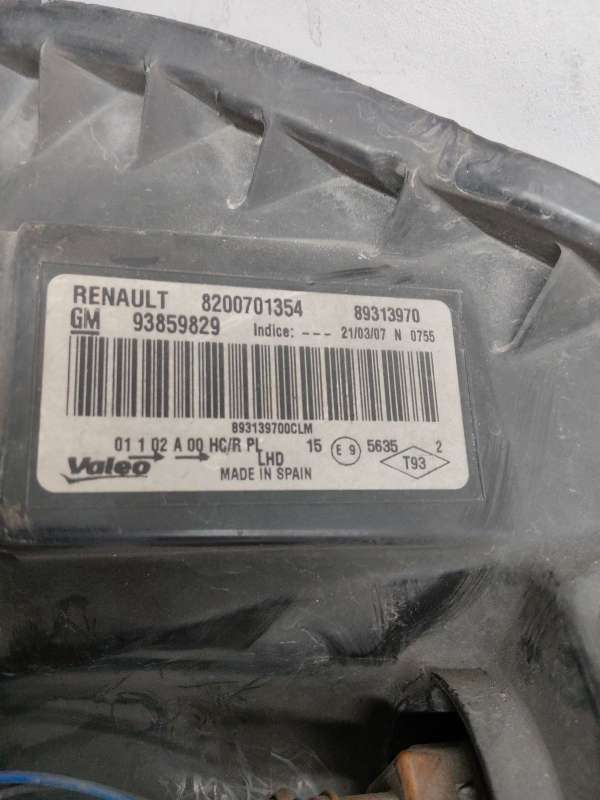 RENAULT 8200701354 89313970
GM 93859829 Indice: --- 21/03/07 N 0755
893139700CLM
01 1 02 A 00 HC/R PL 15 E 9 5635 2
Valeo LHD T93
MADE IN SPAIN